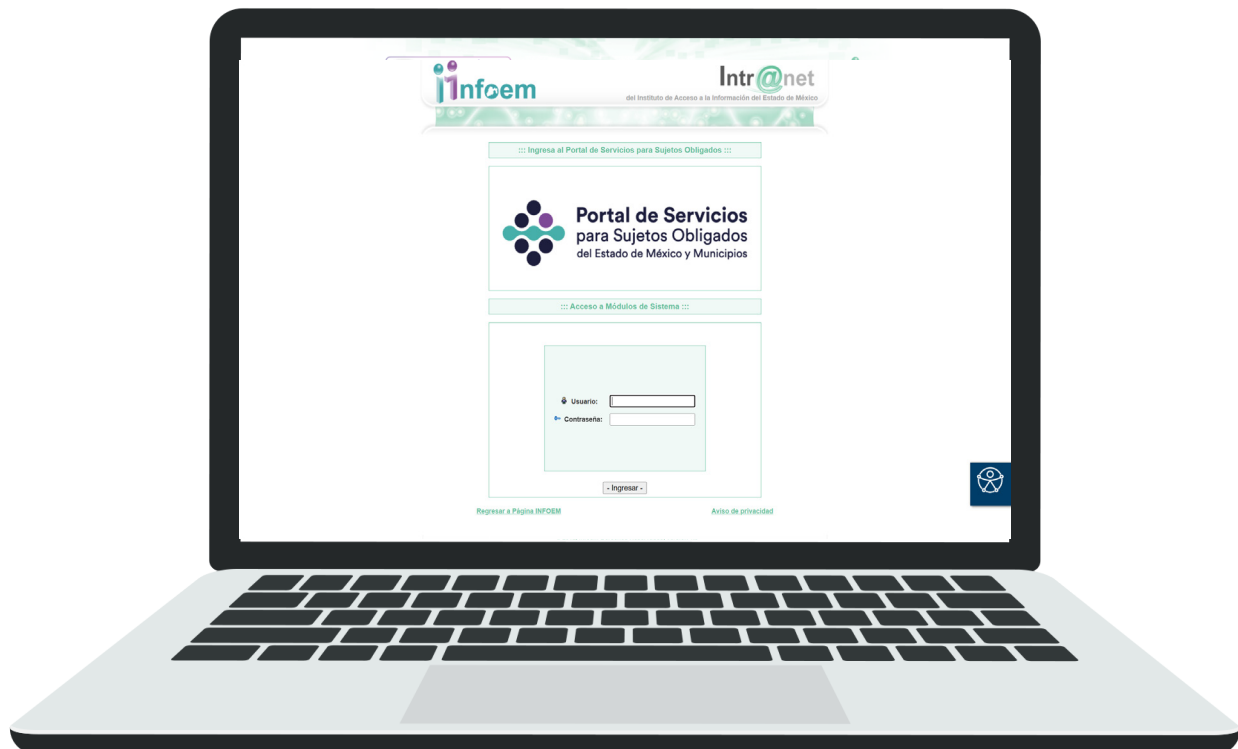 infoem
Intr@net
del Instituto de Acceso a la Información del Estado de México
::: Ingresa al Portal de Servicios para Sujetos Obligados :::
Portal de Servicios
para Sujetos Obligados
del Estado de México y Municipios
::: Acceso a Módulos de Sistema :::
Usuario:
Contraseña:
- Ingresar -
Regresar a Página INFOEM
Aviso de privacidad